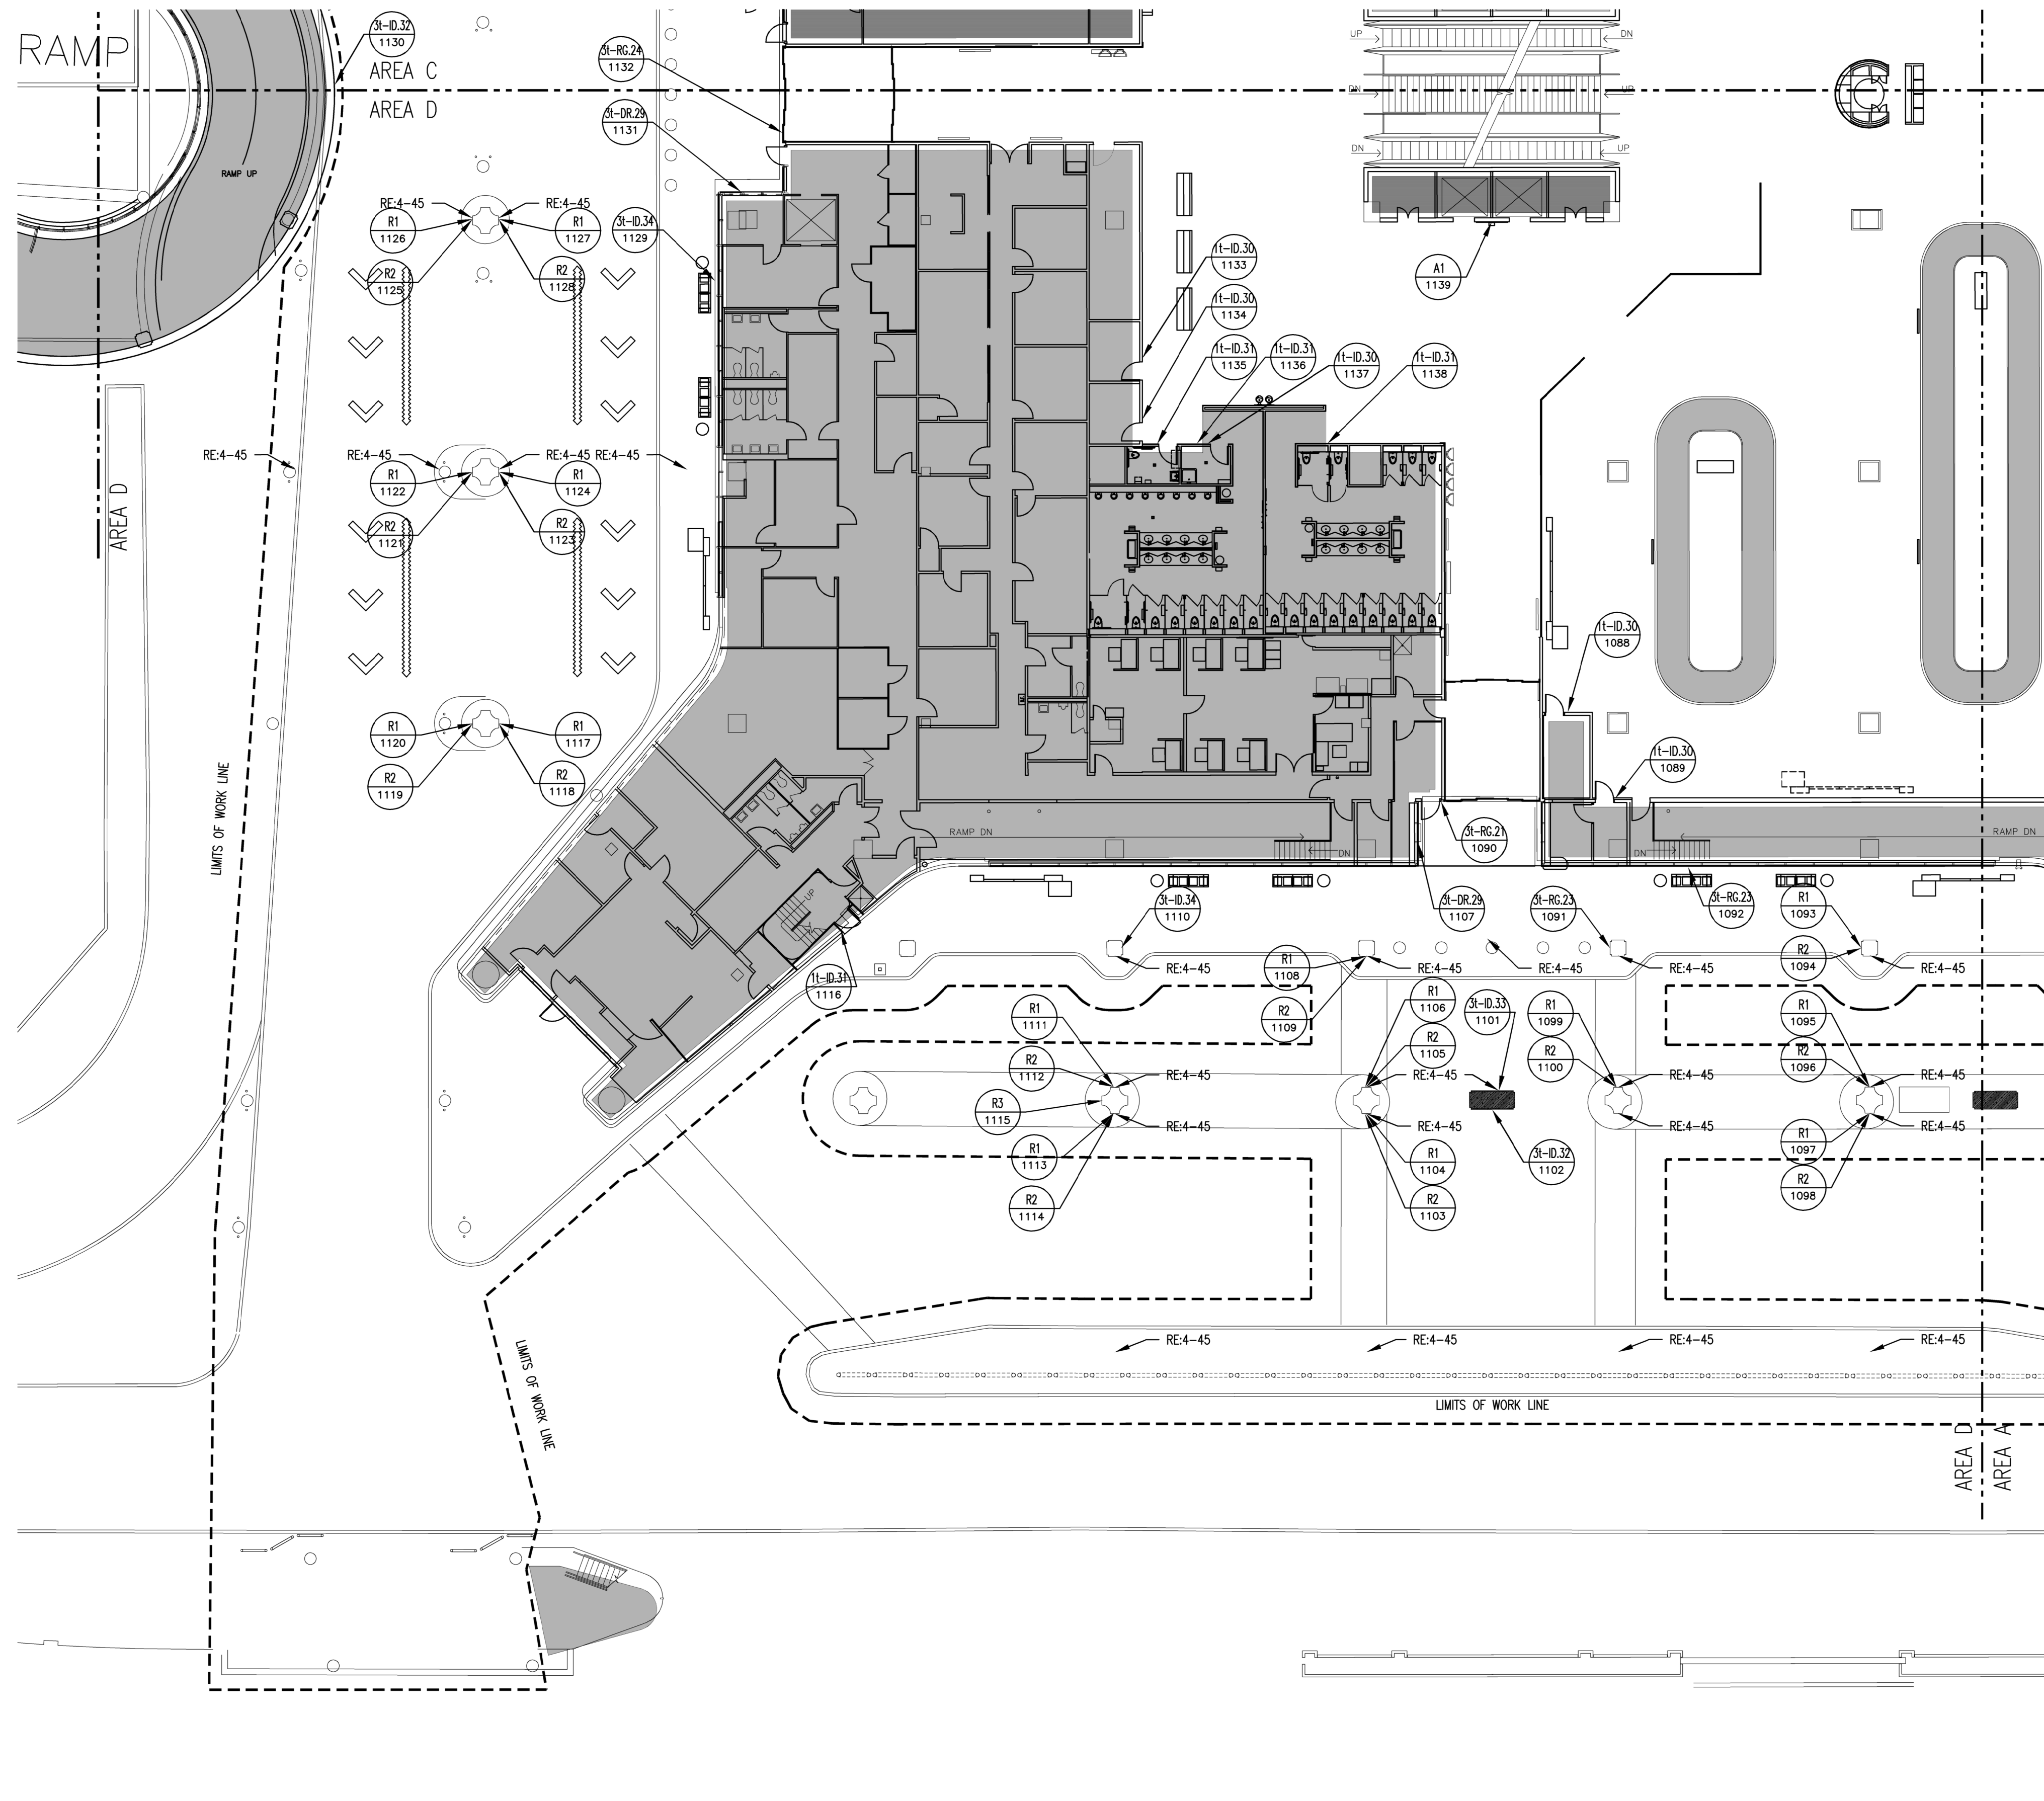 RAMP
3t-ID.32
1130
AREA C
AREA D
RAMP UP
3t-RG.24
1132
3t-DR.29
1131
3t-ID.34
1129
UP
DN
DN
UP
DN
UP
A1
1139
RE:4-45
RE:4-45
R1
1126
R1
1127
R2
1125
R2
1128
1t-ID.30
1133
1t-ID.30
1134
1t-ID.31
1135
1t-ID.31
1136
1t-ID.30
1137
1t-ID.31
1138
RE:4-45
RE:4-45
RE:4-45
RE:4-45
R1
1122
R1
1124
R2
1121
R2
1123
AREA D
1t-ID.30
1088
R1
1120
R1
1117
R2
1119
R2
1118
1t-ID.30
1089
LIMITS OF WORK LINE
RAMP DN
DN
3t-RG.21
1090
DN
RAMP DN
UP
3t-ID.34
1110
3t-DR.29
1107
3t-RG.23
1091
3t-RG.23
1092
R1
1093
1t-ID.31
1116
RE:4-45
R1
1108
RE:4-45
RE:4-45
RE:4-45
R2
1094
RE:4-45
R1
1111
R2
1109
R1
1106
3t-ID.33
1101
R1
1099
R1
1095
R2
1112
R2
1105
R2
1100
R2
1096
RE:4-45
RE:4-45
RE:4-45
RE:4-45
R3
1115
RE:4-45
RE:4-45
RE:4-45
RE:4-45
R1
1113
R1
1104
3t-ID.32
1102
R1
1097
R2
1114
R2
1103
R2
1098
RE:4-45
RE:4-45
RE:4-45
RE:4-45
LIMITS OF WORK LINE
LIMITS OF WORK LINE
AREA D
AREA A